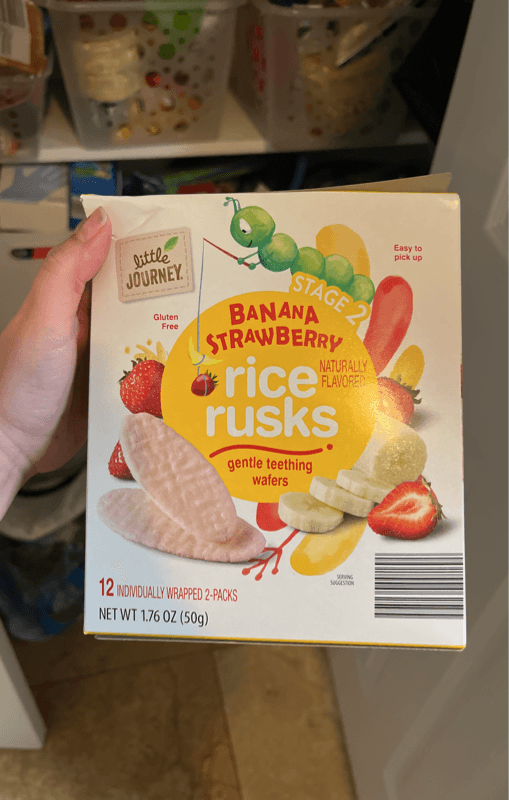 little
JOURNEY.
Easy to
pick up
STAGE 2
Gluten
Free
BANANA
STRAWBERRY
NATURALLY
FLAVORED
rice
rusks
gentle teething
wafers
SERVING
SUGGESTION
12 INDIVIDUALLY WRAPPED 2-PACKS
NET WT 1.76 OZ (50g)